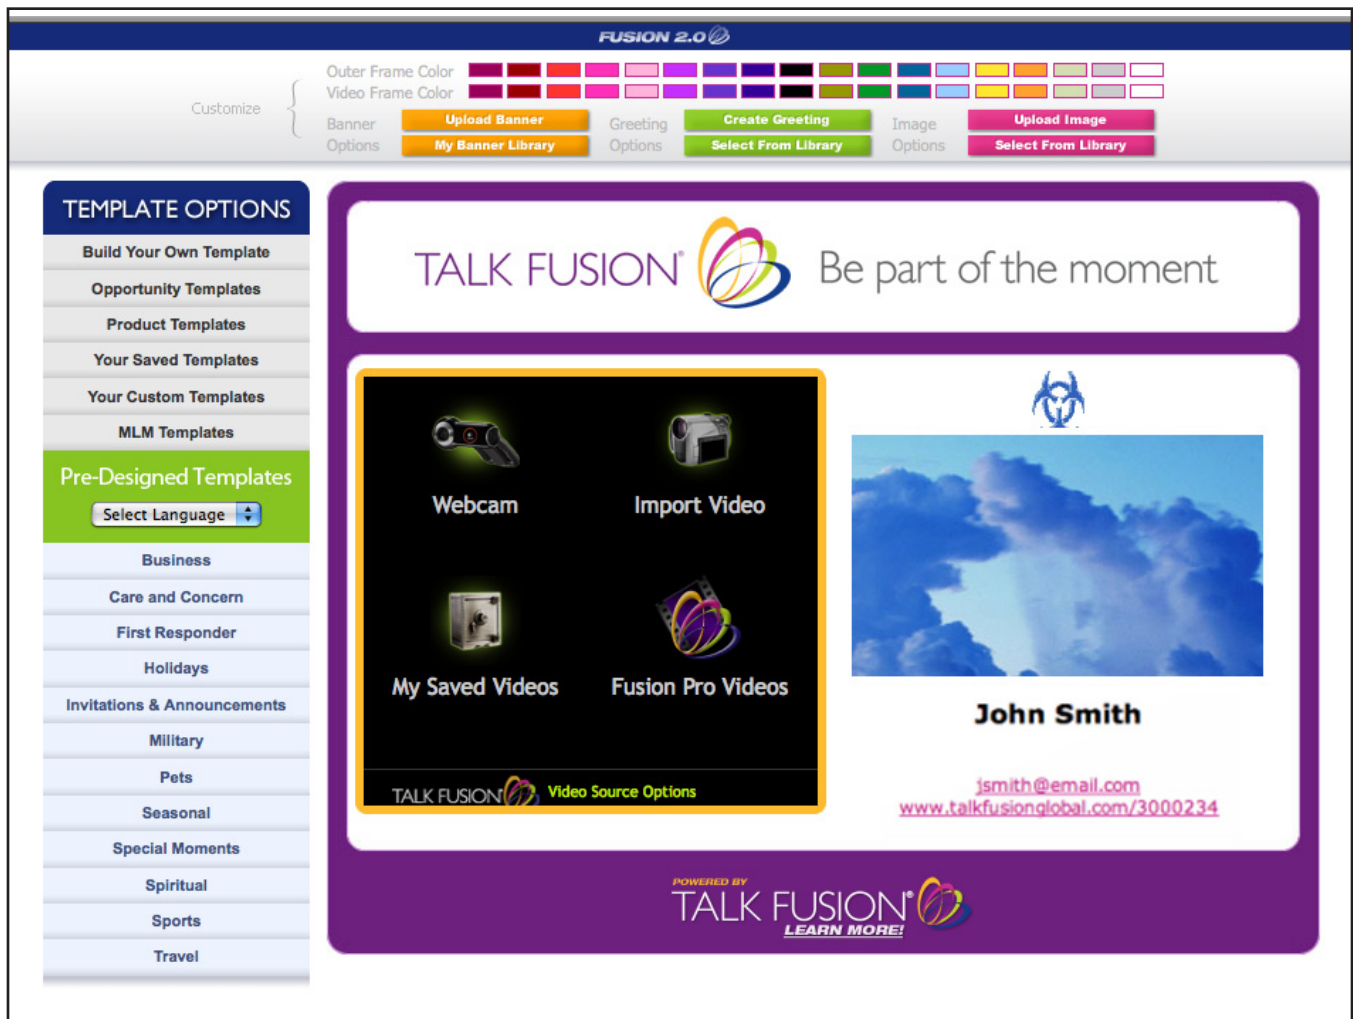 FUSION 2.0
Customize
Outer Frame Color
Video Frame Color
Banner Options
Upload Banner
My Banner Library
Greeting Options
Create Greeting
Select From Library
Image Options
Upload Image
Select From Library
TEMPLATE OPTIONS
Build Your Own Template
Opportunity Templates
Product Templates
Your Saved Templates
Your Custom Templates
MLM Templates
Pre-Designed Templates
Select Language
Business
Care and Concern
First Responder
Holidays
Invitations & Announcements
Military
Pets
Seasonal
Special Moments
Spiritual
Sports
Travel
TALK FUSION® Be part of the moment
Webcam
Import Video
My Saved Videos
Fusion Pro Videos
TALK FUSION Video Source Options
John Smith
jsmith@email.com
www.talkfusionglobal.com/3000234
POWERED BY
TALK FUSION®
LEARN MORE!